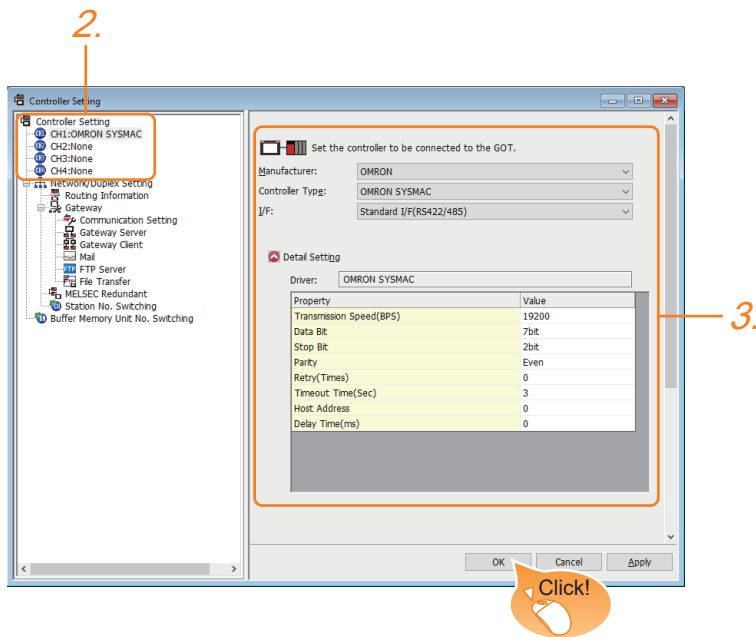 2.
Controller Setting
Controller Setting
CH1:OMRON SYSMAC
CH2:None
CH3:None
CH4:None
Network/Duplex Setting
Routing Information
Gateway
Communication Setting
Gateway Server
Gateway Client
Mail
FTP FTP Server
File Transfer
MELSEC Redundant
Station No. Switching
Buffer Memory Unit No. Switching
Set the controller to be connected to the GOT.
Manufacturer: OMRON
Controller Type: OMRON SYSMAC
I/F: Standard I/F(RS422/485)
Detail Setting
Driver: OMRON SYSMAC
Property Value
Transmission Speed(BPS) 19200
Data Bit 7bit
Stop Bit 2bit
Parity Even
Retry(Times) 0
Timeout Time(Sec) 3
Host Address 0
Delay Time(ms) 0
3.
OK Cancel Apply
Click!